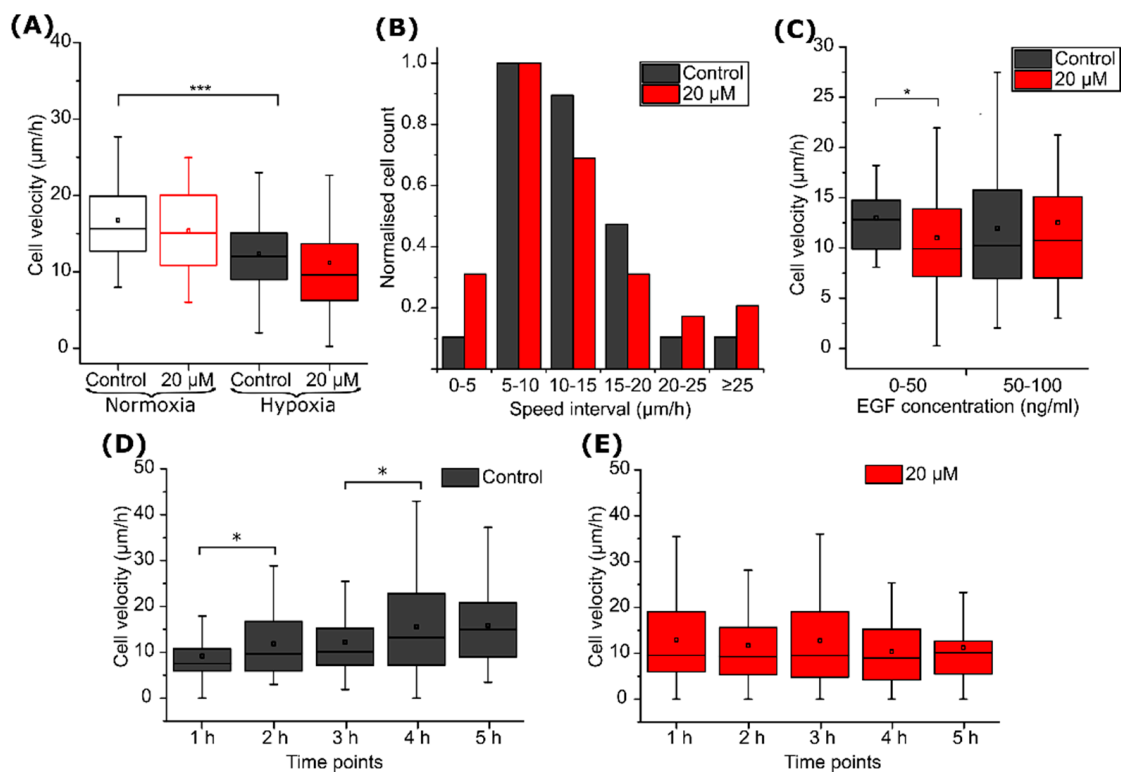 (A)
***
40
30
20
10
0
Cell velocity (µm/h)
Control 20 µM Control 20 µM
Normoxia Hypoxia
(B)
Control
20 µM
1.0
0.8
0.6
0.4
0.2
Normalised cell count
0-5 5-10 10-15 15-20 20-25 ≥25
Speed interval (µm/h)
(C)
Control
20 µM
*
30
25
20
15
10
5
0
Cell velocity (µm/h)
0-50 50-100
EGF concentration (ng/ml)
(D)
Control
*
*
50
40
30
20
10
0
Cell velocity (µm/h)
1 h 2 h 3 h 4 h 5 h
Time points
(E)
20 µM
50
40
30
20
10
0
Cell velocity (µm/h)
1 h 2 h 3 h 4 h 5 h
Time points